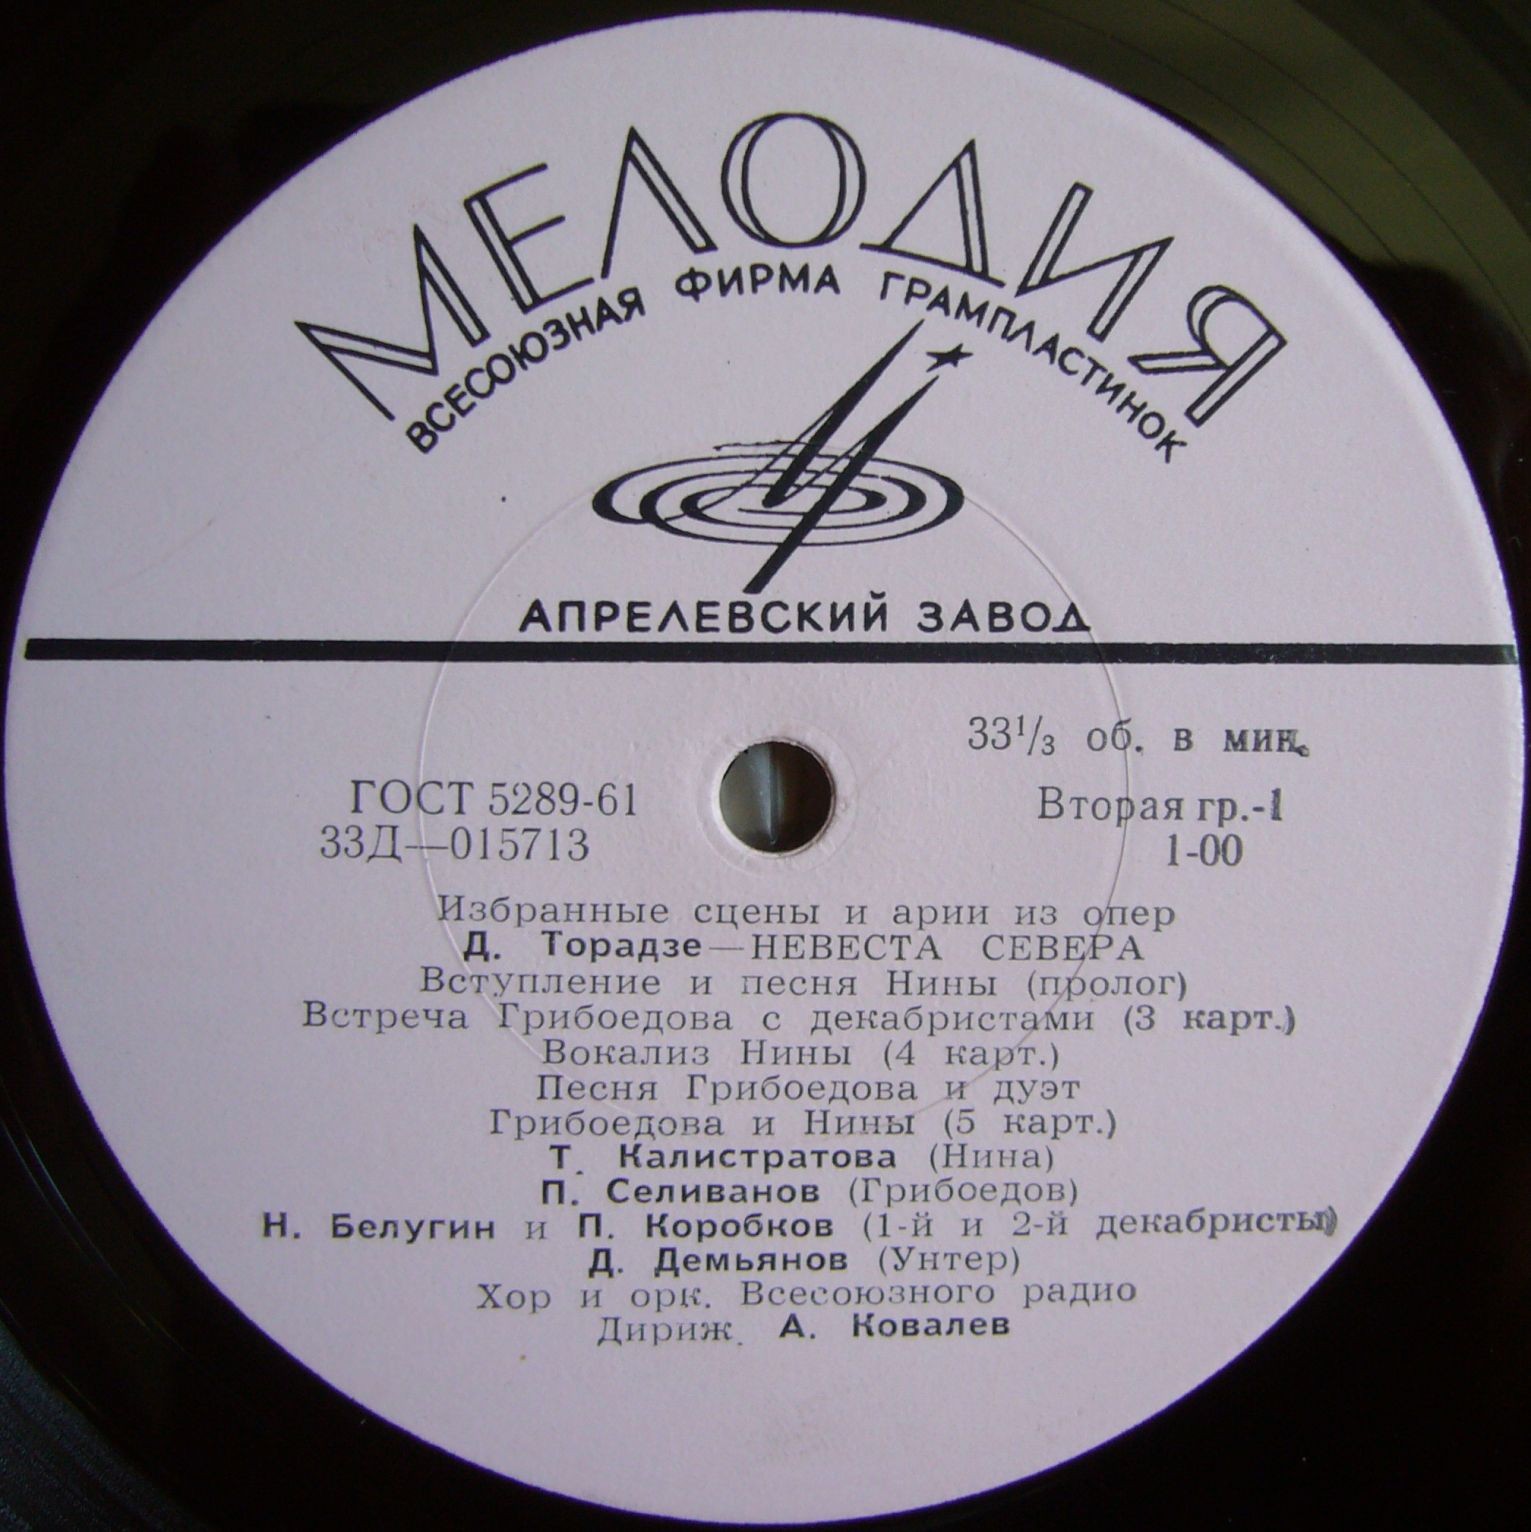 МЕЛОДИЯ
ВСЕСОЮЗНАЯ ФИРМА ГРАМПЛАСТИНОК
АПРЕЛЕВСКИЙ ЗАВОД
33¹/₃ об. в мин.
ГОСТ 5289-61
Вторая гр.-1
33Д—015713
1-00
Избранные сцены и арии из опер
Д. Торадзе—НЕВЕСТА СЕВЕРА
Вступление и песня Нины (пролог)
Встреча Грибоедова с декабристами (3 карт.)
Вокализ Нины (4 карт.)
Песня Грибоедова и дуэт
Грибоедова и Нины (5 карт.)
Т. Калистратова (Нина)
П. Селиванов (Грибоедов)
Н. Белугин и П. Коробков (1-й и 2-й декабристы)
Д. Демьянов (Унтер)
Хор и орк. Всесоюзного радио
Дириж. А. Ковалев